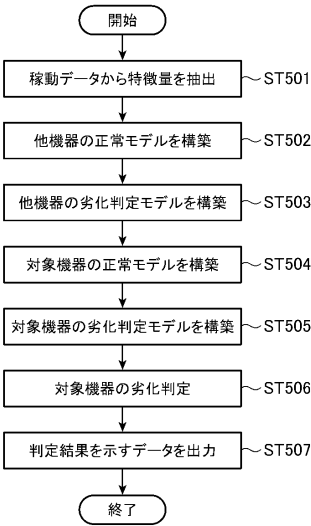 開始
稼動データから特徴量を抽出 ST501
他機器の正常モデルを構築 ST502
他機器の劣化判定モデルを構築 ST503
対象機器の正常モデルを構築 ST504
対象機器の劣化判定モデルを構築 ST505
対象機器の劣化判定 ST506
判定結果を示すデータを出力 ST507
終了